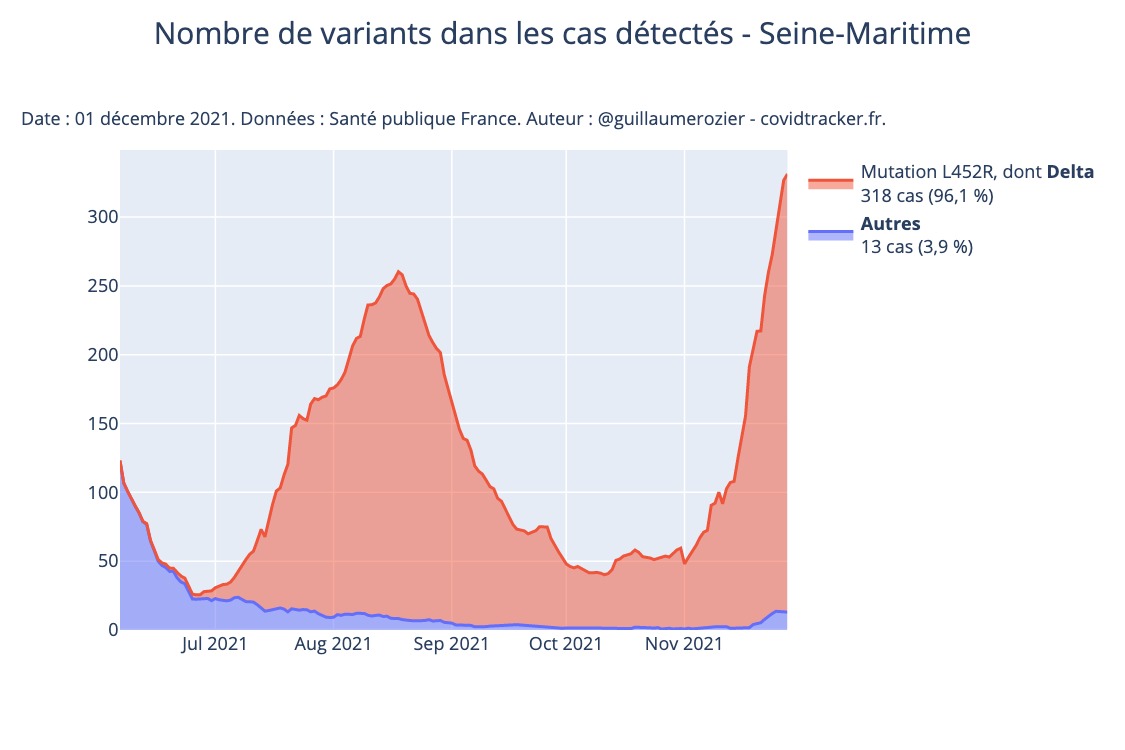 Nombre de variants dans les cas détectés - Seine-Maritime
Date : 01 décembre 2021. Données : Santé publique France. Auteur : @guillaumerozier - covidtracker.fr.
Mutation L452R, dont Delta
318 cas (96,1 %)
Autres
13 cas (3,9 %)
300
250
200
150
100
50
0
Jul 2021 Aug 2021 Sep 2021 Oct 2021 Nov 2021